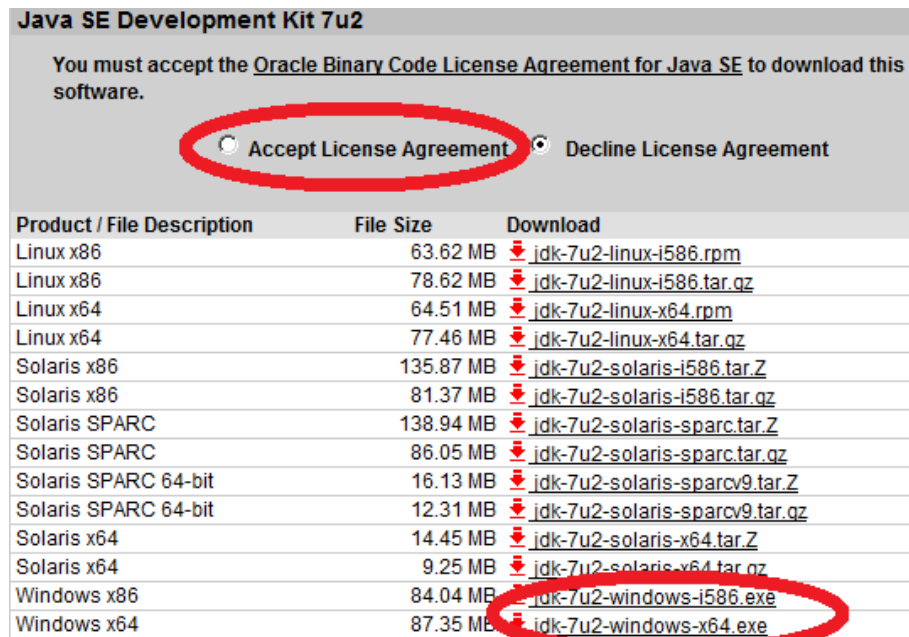 Java SE Development Kit 7u2
You must accept the Oracle Binary Code License Agreement for Java SE to download this
software.
Accept License Agreement Decline License Agreement
Product / File Description File Size Download
Linux x86 63.62 MB jdk-7u2-linux-i586.rpm
Linux x86 78.62 MB jdk-7u2-linux-i586.tar.gz
Linux x64 64.51 MB jdk-7u2-linux-x64.rpm
Linux x64 77.46 MB jdk-7u2-linux-x64.tar.gz
Solaris x86 135.87 MB jdk-7u2-solaris-i586.tar.Z
Solaris x86 81.37 MB jdk-7u2-solaris-i586.tar.gz
Solaris SPARC 138.94 MB jdk-7u2-solaris-sparc.tar.Z
Solaris SPARC 86.05 MB jdk-7u2-solaris-sparc.tar.gz
Solaris SPARC 64-bit 16.13 MB jdk-7u2-solaris-sparcv9.tar.Z
Solaris SPARC 64-bit 12.31 MB jdk-7u2-solaris-sparcv9.tar.gz
Solaris x64 14.45 MB jdk-7u2-solaris-x64.tar.Z
Solaris x64 9.25 MB jdk-7u2-solaris-x64.tar.gz
Windows x86 84.04 MB jdk-7u2-windows-i586.exe
Windows x64 87.35 MB jdk-7u2-windows-x64.exe